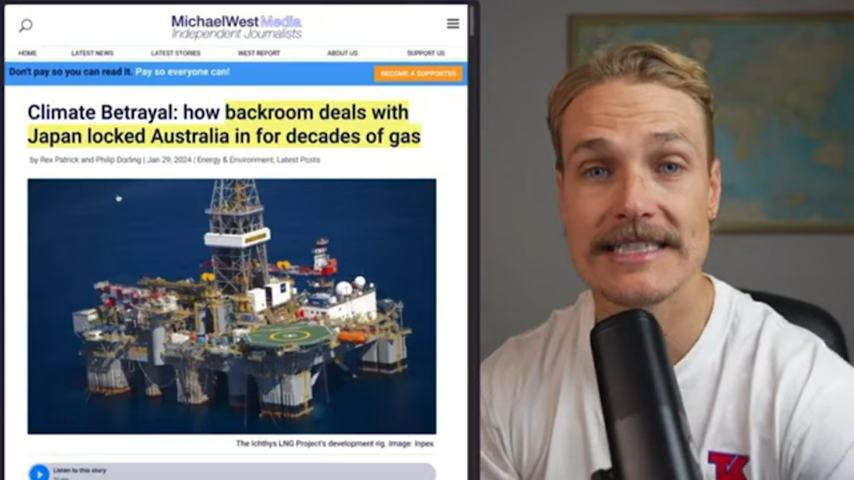 MichaelWest Media
Independent Journalists
HOME LATEST NEWS LATEST STORIES WEST REPORT ABOUT US SUPPORT US
Don't pay so you can read it. Pay so everyone can!
BECOME A SUPPORTER
Climate Betrayal: how backroom deals with
Japan locked Australia in for decades of gas
by Rex Patrick and Philip Dorling | Jan 29, 2024 | Energy & Environment, Latest Posts
The Ichthys LNG Project's development rig. Image: Inpex
Listen to this story